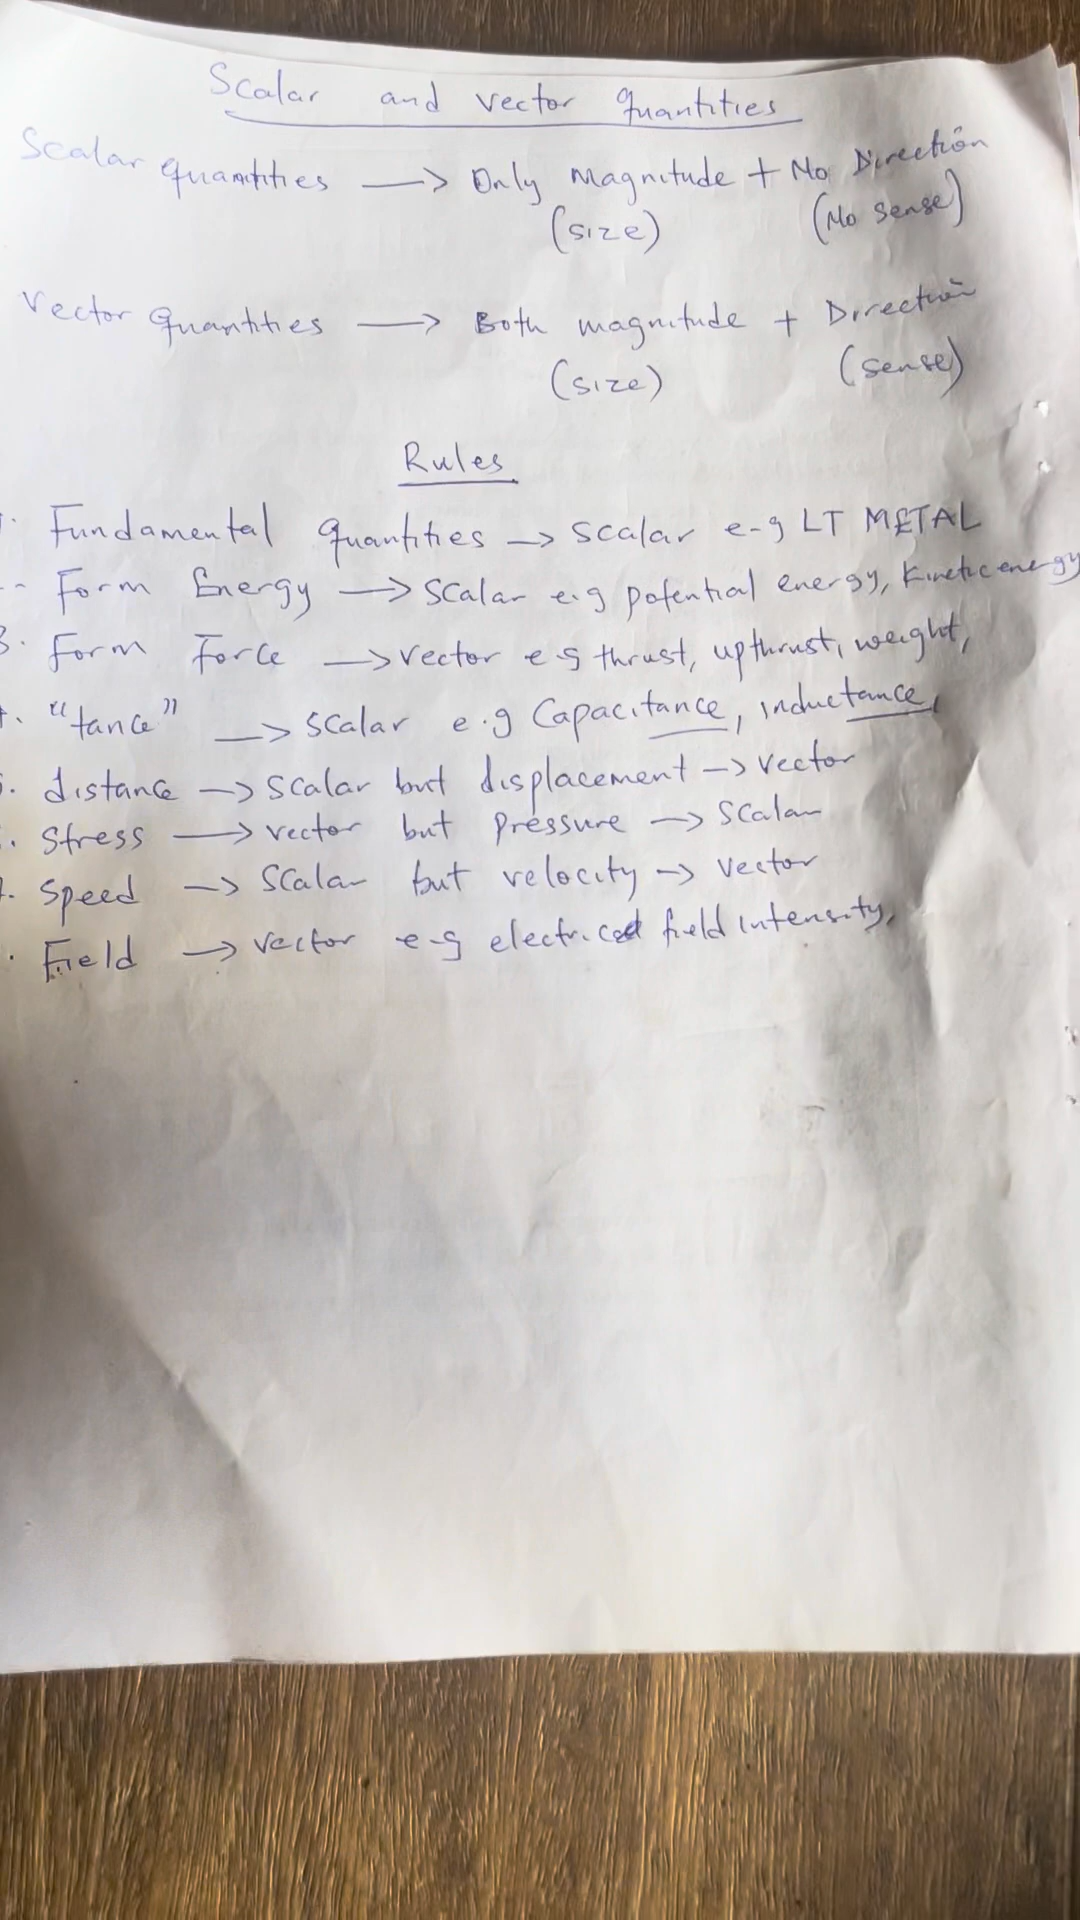 Scalar and vector quantities
Scalar quantities → Only magnitude + No Direction
(size) (No sense)
Vector quantities → Both magnitude + Direction
(size) (sense)
Rules
Fundamental quantities → scalar e-g LT METAL
Form Energy → Scalar e.g potential energy, Kinetic energy
3. Form Force → vector e g thrust, upthrust, weight,
"tance" → scalar e.g Capacitance, inductance,
distance → scalar but displacement → vector
Stress → vector but pressure → scalar
Speed → Scalar but velocity → vector
Field → vector e-g electrical field intensity,